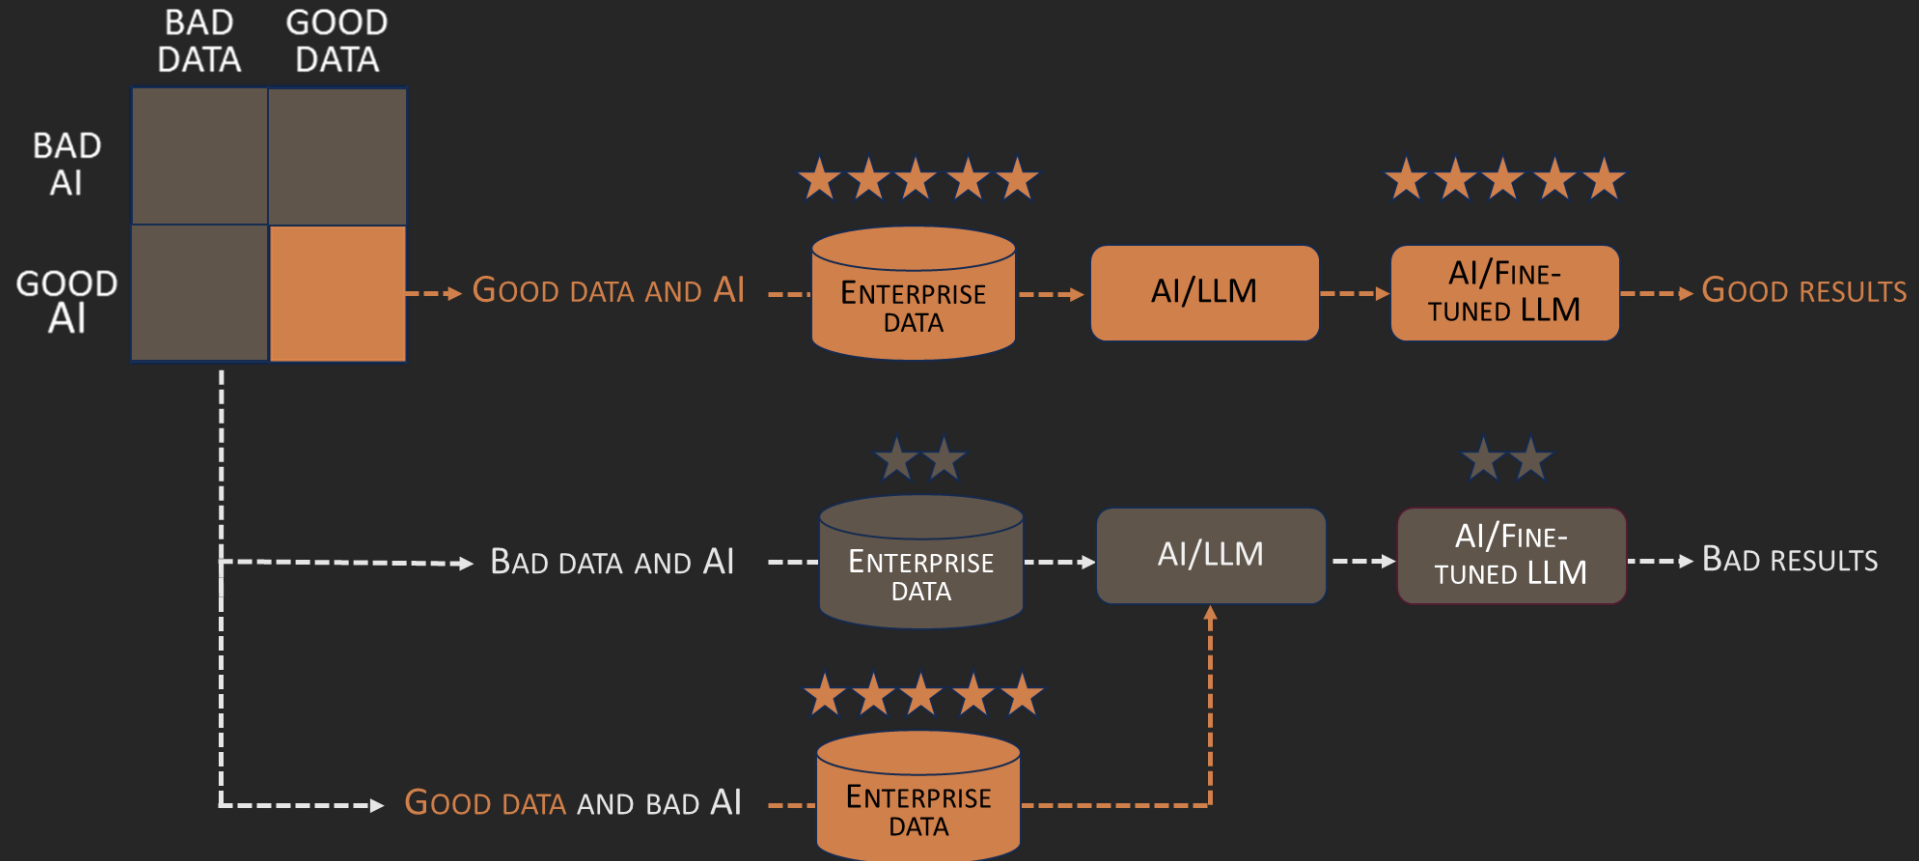 BAD
DATA
GOOD
DATA
BAD
AI
GOOD
AI
GOOD DATA AND AI
ENTERPRISE
DATA
AI/LLM
AI/FINE-
TUNED LLM
GOOD RESULTS
BAD DATA AND AI
ENTERPRISE
DATA
AI/LLM
AI/FINE-
TUNED LLM
BAD RESULTS
GOOD DATA AND BAD AI
ENTERPRISE
DATA